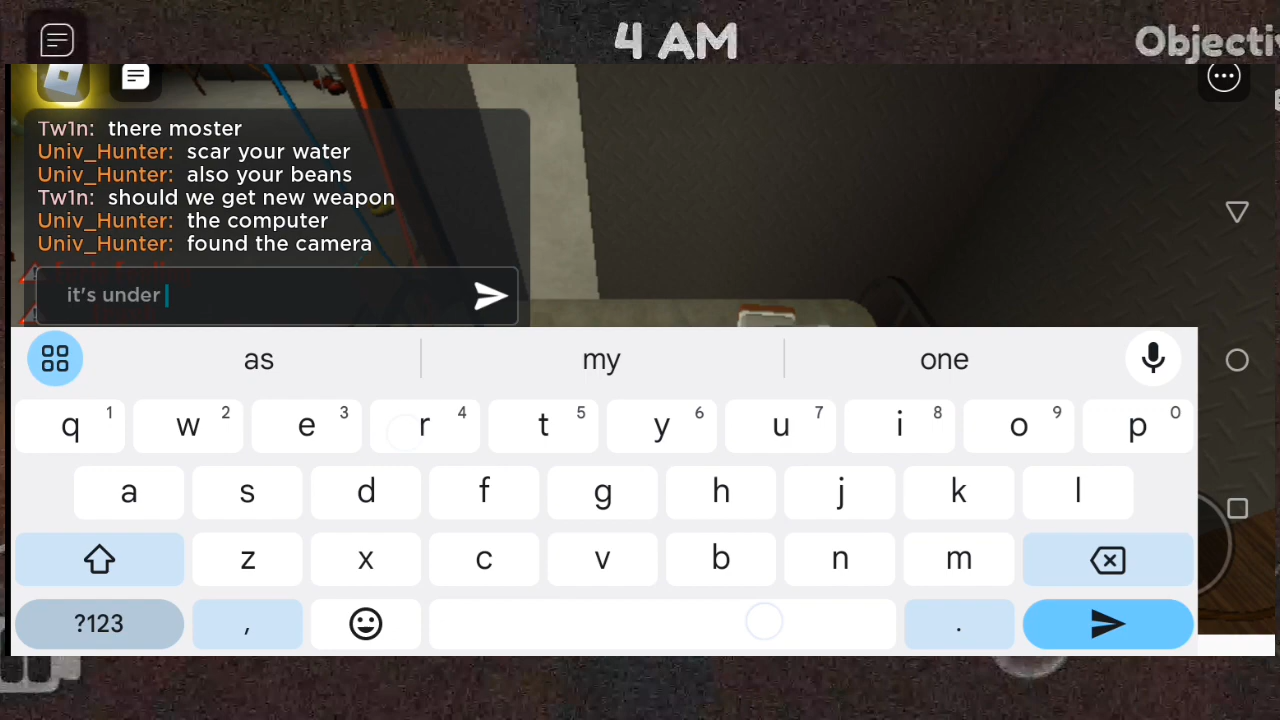 4 AM
Objecti
Tw1n: there moster
Univ_Hunter: scar your water
Univ_Hunter: also your beans
Tw1n: should we get new weapon
Univ_Hunter: the computer
Univ_Hunter: found the camera
it's under
as my one
q 1 w 2 e 3 r 4 t 5 y 6 u 7 i 8 o 9 p 0
a s d f g h j k l
z x c v b n m
?123 , .